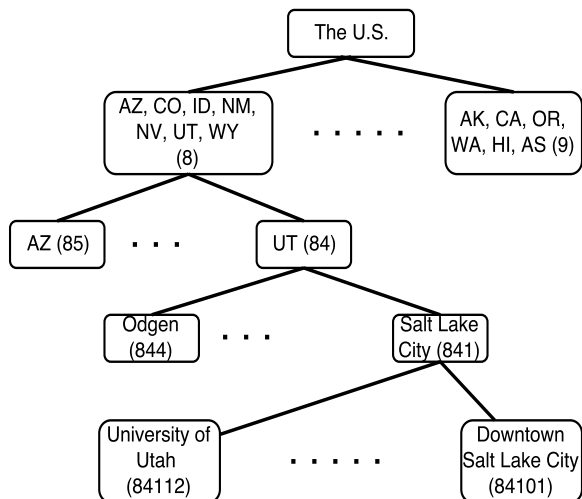 The U.S.
AZ, CO, ID, NM,
NV, UT, WY
(8)
AK, CA, OR,
WA, HI, AS (9)
AZ (85)
UT (84)
Odgen
(844)
Salt Lake
City (841)
University of
Utah
(84112)
Downtown
Salt Lake City
(84101)